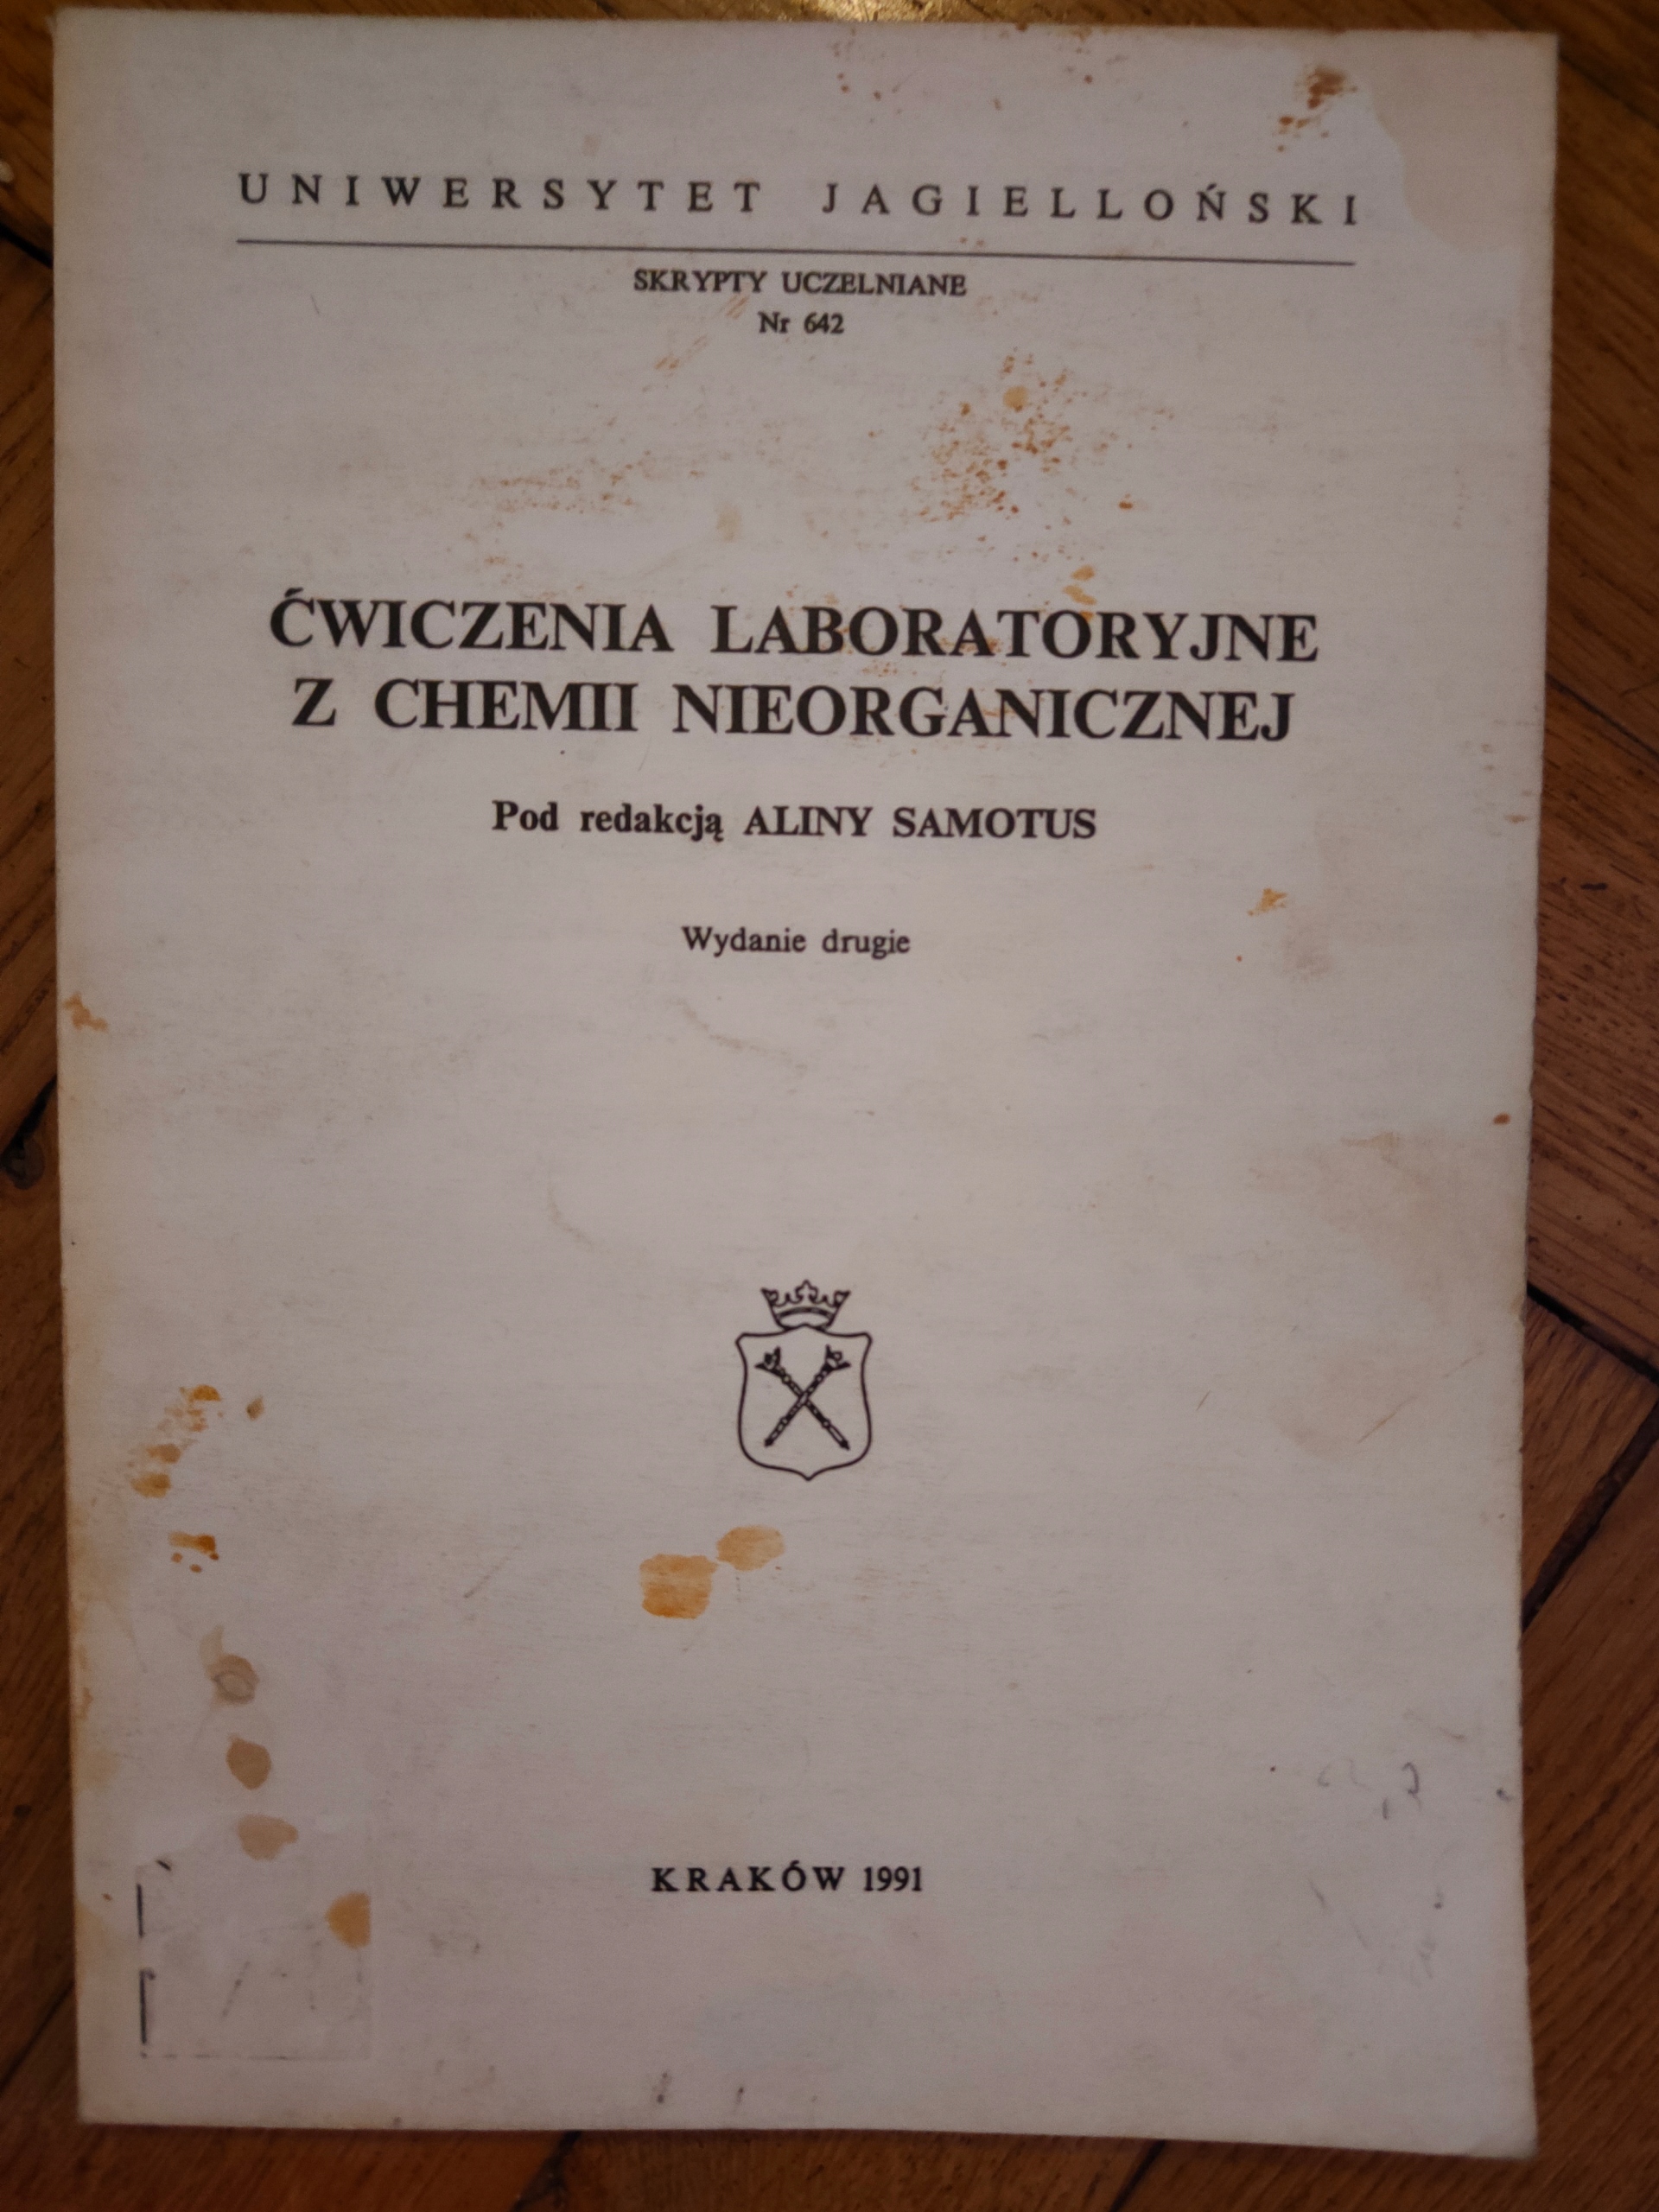 UNIWERSYTET JAGIELLOŃSKI
SKRYPTY UCZELNIANE
Nr 642
ĆWICZENIA LABORATORYJNE
Z CHEMII NIEORGANICZNEJ
Pod redakcją ALINY SAMOTUS
Wydanie drugie
KRAKÓW 1991